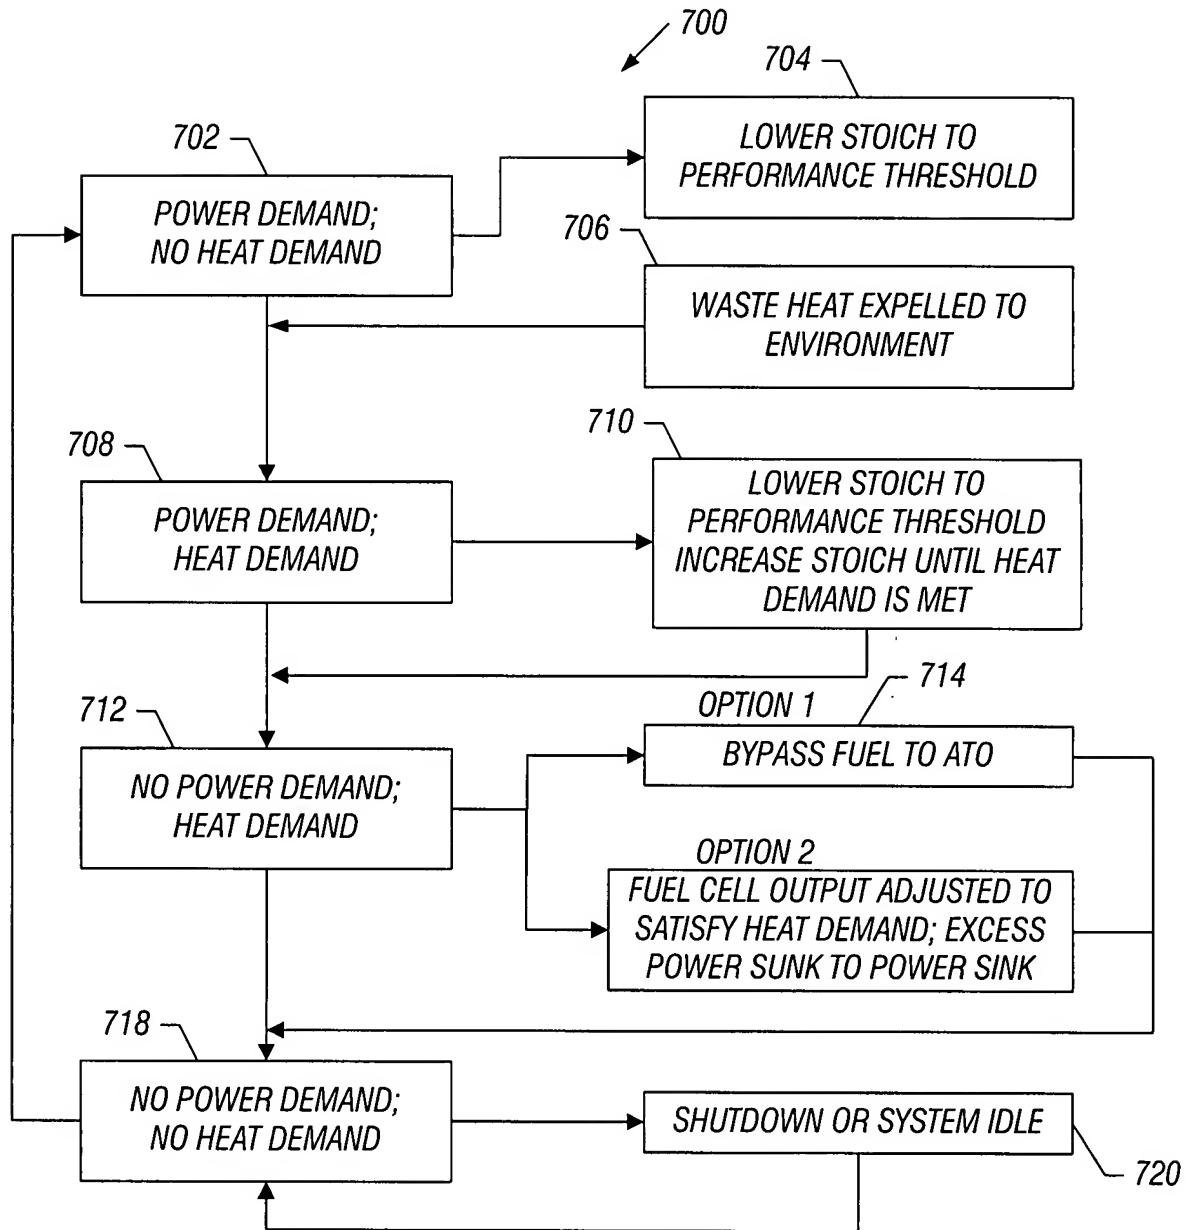 700
704
LOWER STOICH TO
PERFORMANCE THRESHOLD
702
POWER DEMAND;
NO HEAT DEMAND
706
WASTE HEAT EXPELLED TO
ENVIRONMENT
708
POWER DEMAND;
HEAT DEMAND
710
LOWER STOICH TO
PERFORMANCE THRESHOLD
INCREASE STOICH UNTIL HEAT
DEMAND IS MET
712
NO POWER DEMAND;
HEAT DEMAND
OPTION 1
714
BYPASS FUEL TO ATO
OPTION 2
FUEL CELL OUTPUT ADJUSTED TO
SATISFY HEAT DEMAND; EXCESS
POWER SUNK TO POWER SINK
718
NO POWER DEMAND;
NO HEAT DEMAND
SHUTDOWN OR SYSTEM IDLE
720